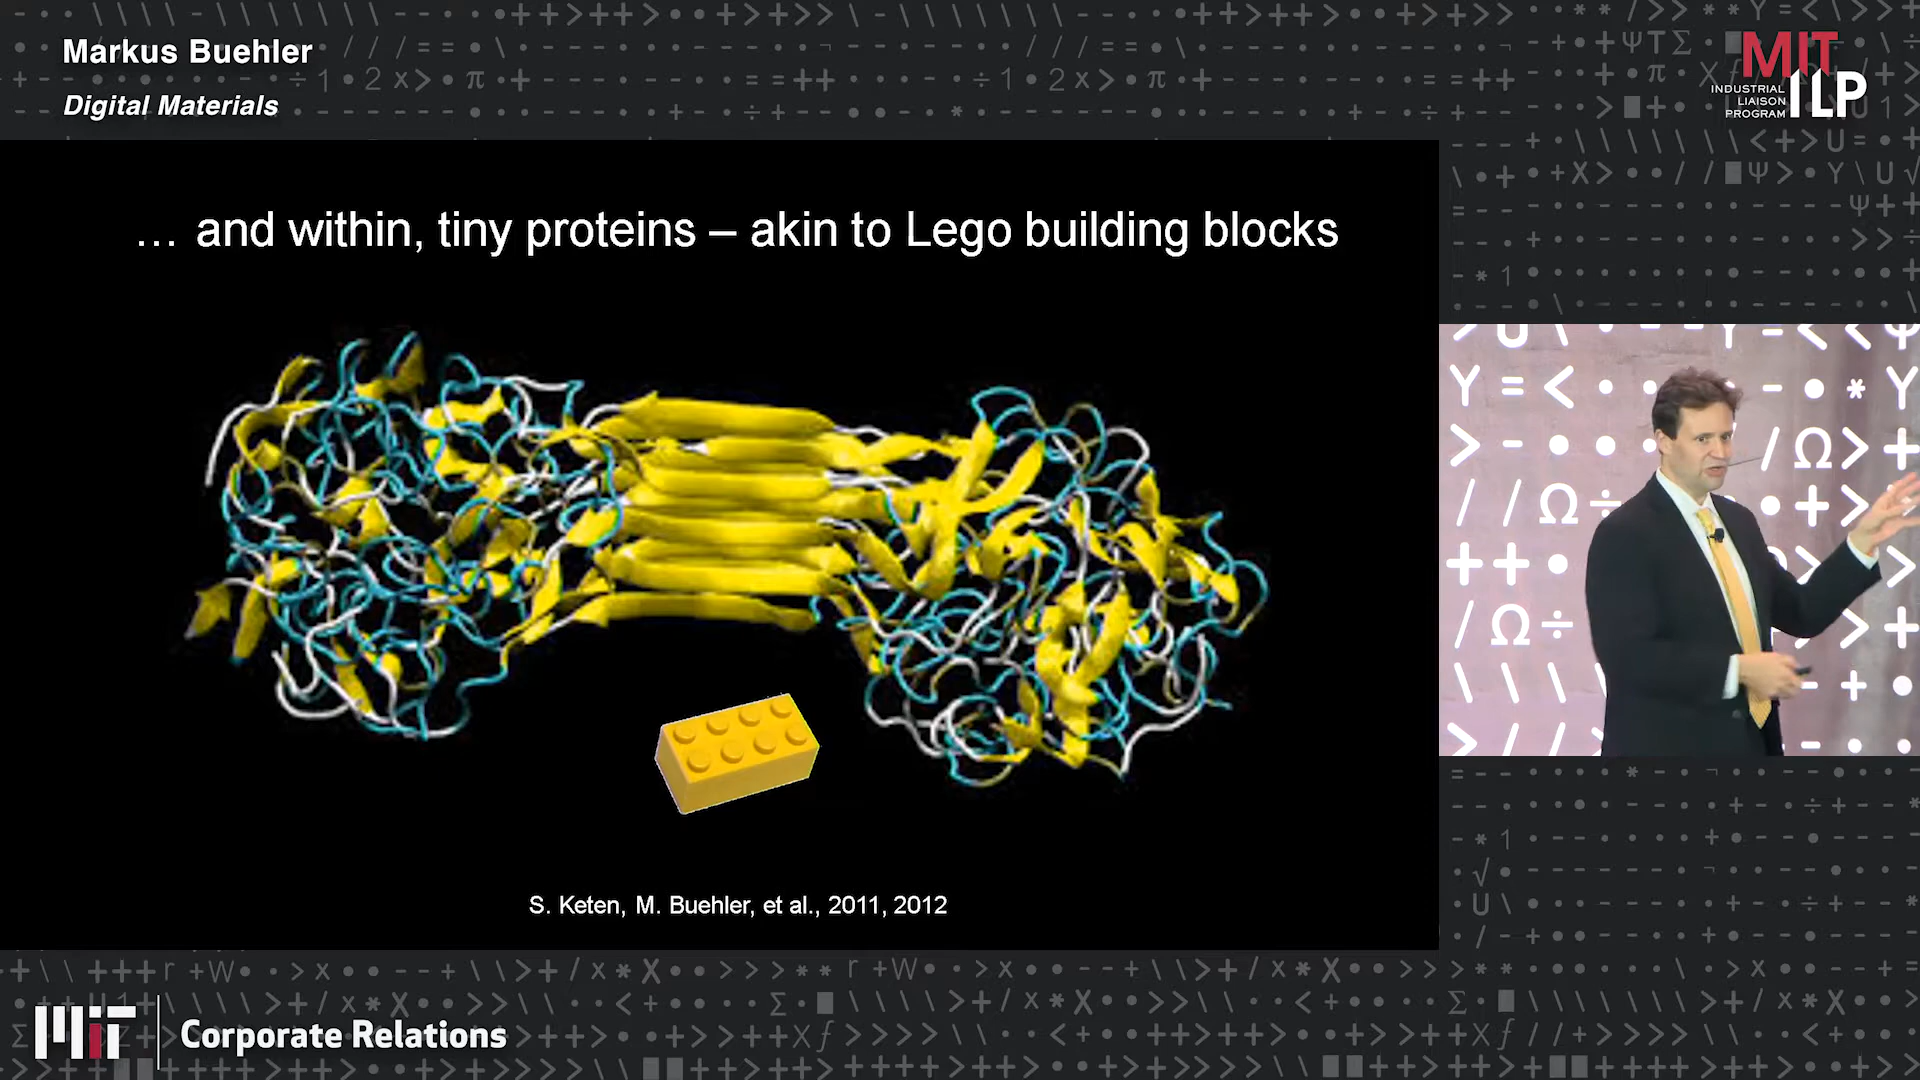 Markus Buehler
Digital Materials
MIT
ILP
INDUSTRIAL
LIAISON
PROGRAM
… and within, tiny proteins – akin to Lego building blocks
S. Keten, M. Buehler, et al., 2011, 2012
MIT
Corporate Relations